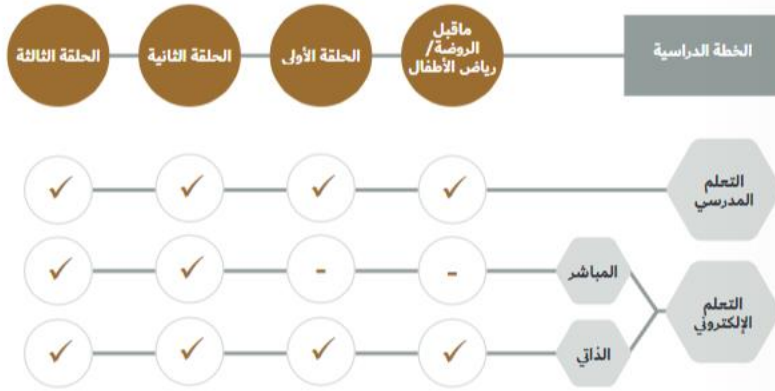 الخطة الدراسية
ماقبل
الروضة/
رياض الأطفال
الحلقة الأولى
الحلقة الثانية
الحلقة الثالثة
التعلم
المدرسي
✓ ✓ ✓ ✓
التعلم
الإلكتروني
المباشر
- - ✓ ✓
الذاتي
✓ ✓ ✓ ✓